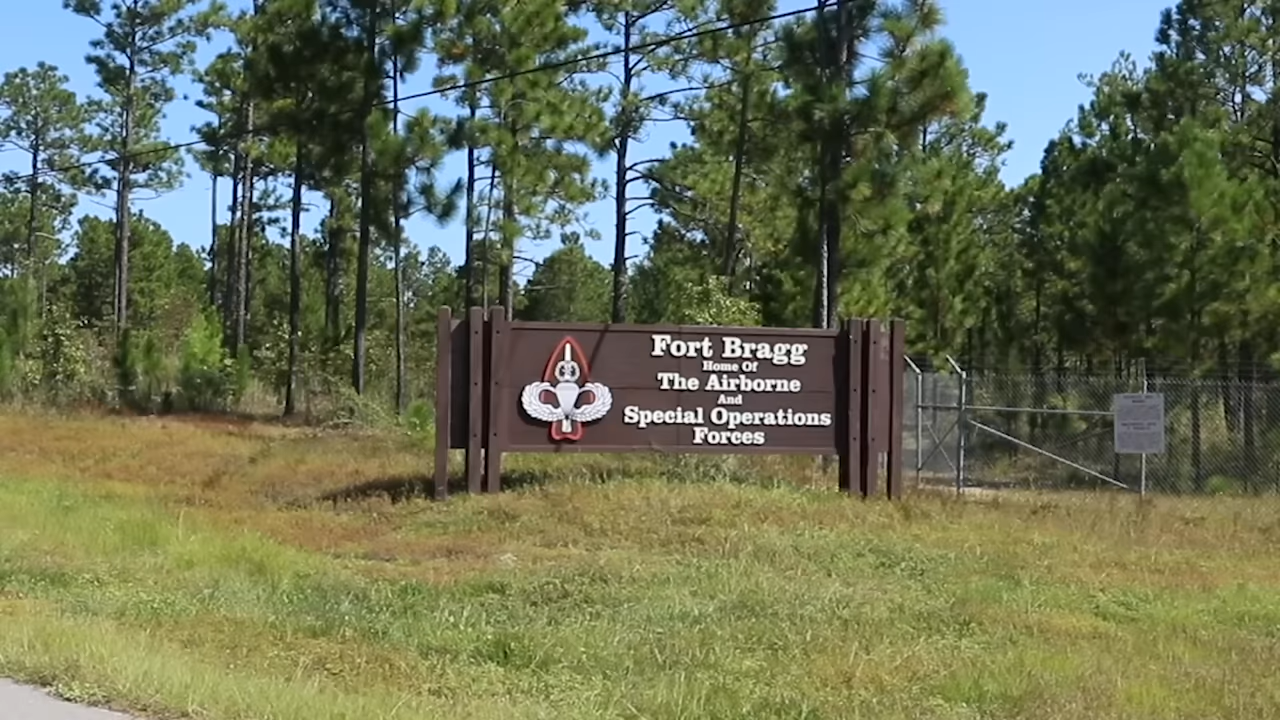 Fort Bragg
Home Of
The Airborne
And
Special Operations
Forces